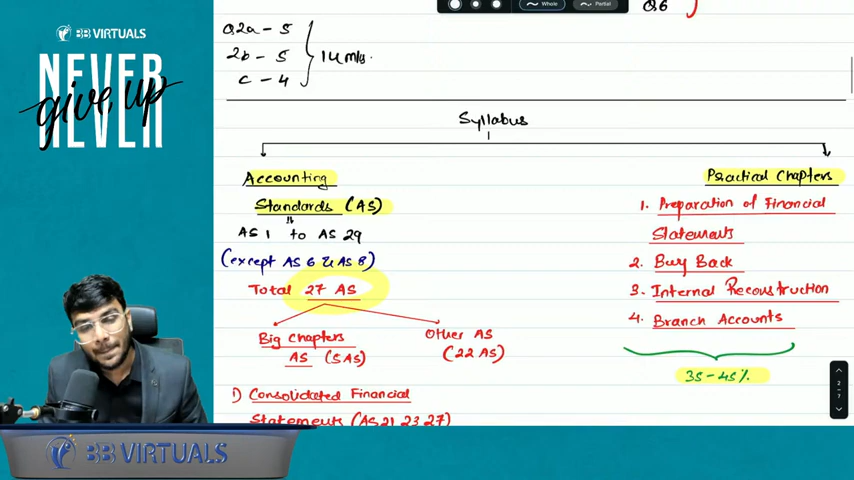 BB VIRTUALS
NEVER
give up
NEVER
Q.2a - 5
2b - 5
c - 4
14 mks.
Whole
Partial
Q.6
Syllabus
Accounting
Standards (AS)
AS 1 to AS 29
(except AS 6 & AS 8)
Total 27 AS
Big Chapters
AS (5 AS)
Other AS
(22 AS)
1) Consolidated Financial
Statements (AS 21, 23, 27)
Practical Chapters
1. Preparation of Financial
Statements
2. Buy Back
3. Internal Reconstruction
4. Branch Accounts
35 - 45%
BB VIRTUALS